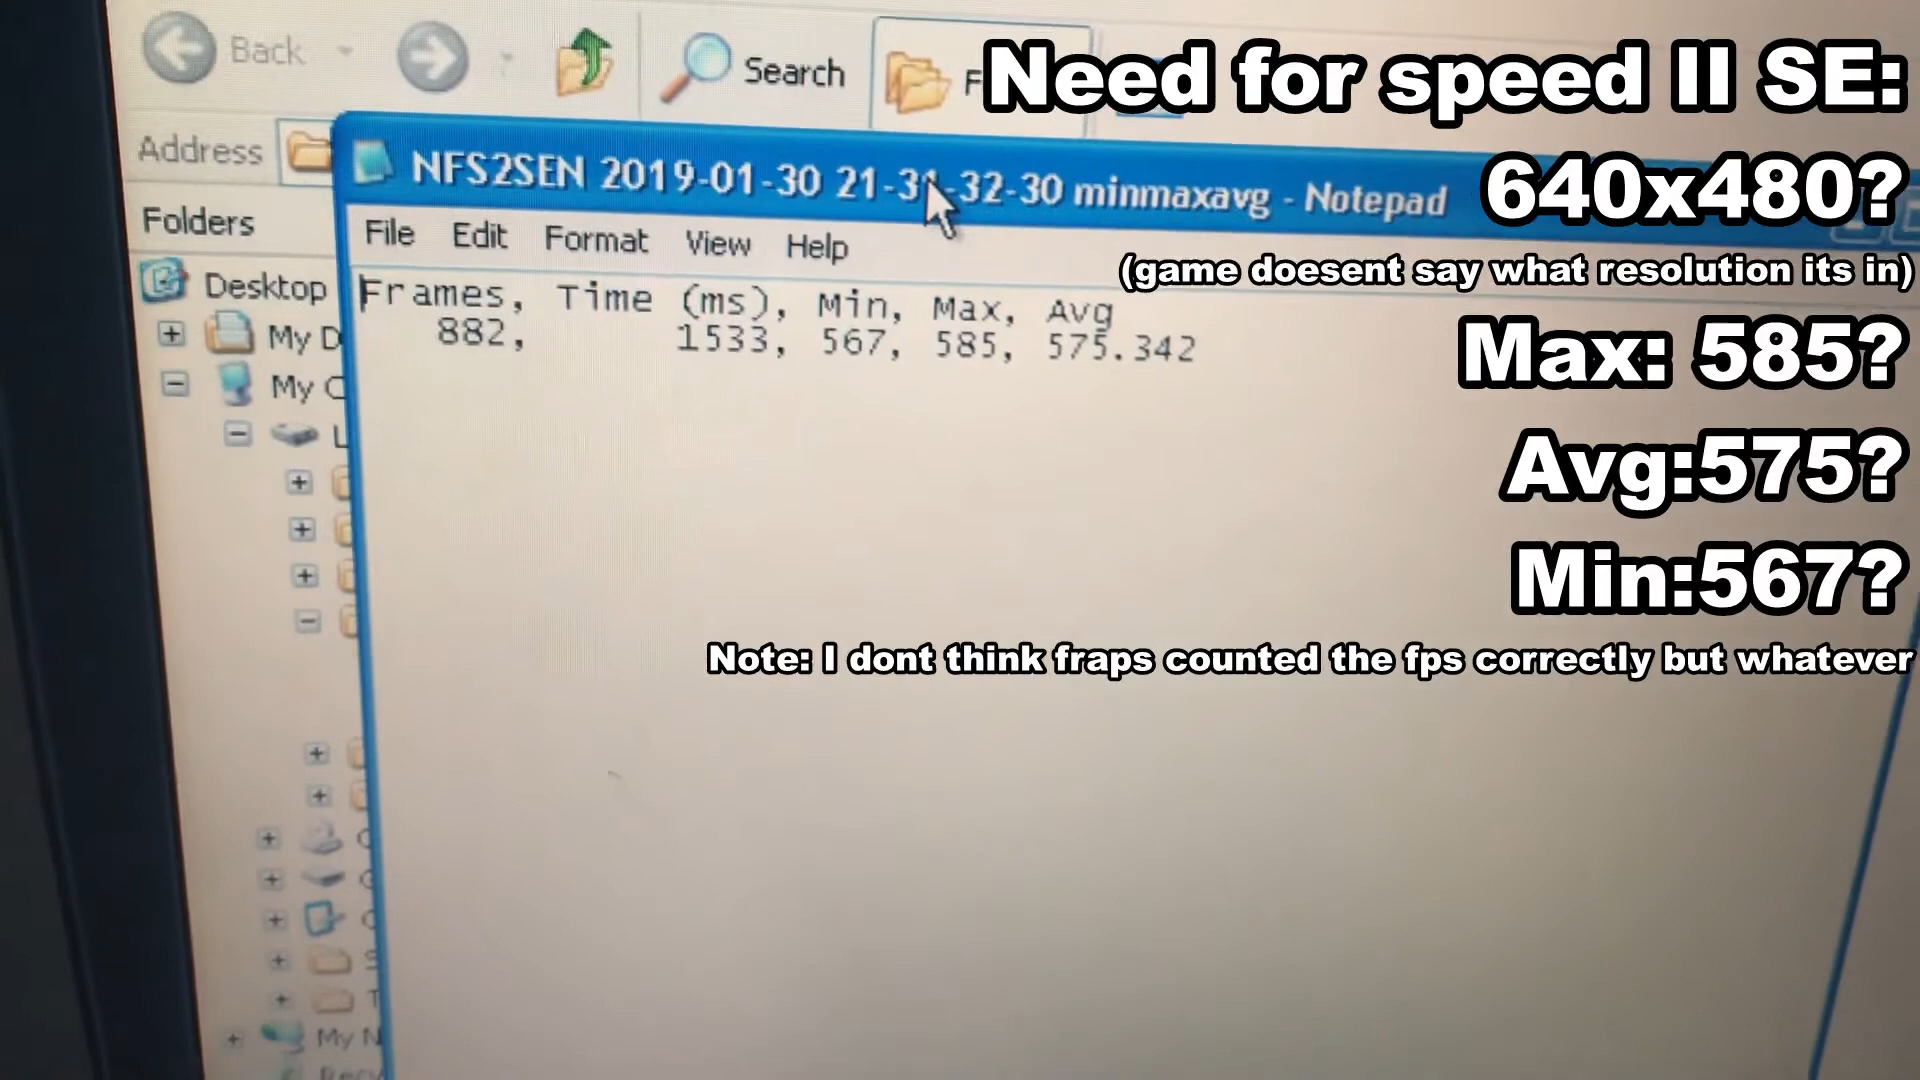 Back
Search
Address
Folders
Desktop
My
My
NFS2SEN 2019-01-30 21-31-32-30 minmaxavg - Notepad
File Edit Format View Help
Frames, Time (ms), Min, Max, Avg
882, 1533, 567, 585, 575.342
My
Need for speed II SE:
640x480?
(game doesent say what resolution its in)
Max: 585?
Avg:575?
Min:567?
Note: I dont think fraps counted the fps correctly but whatever